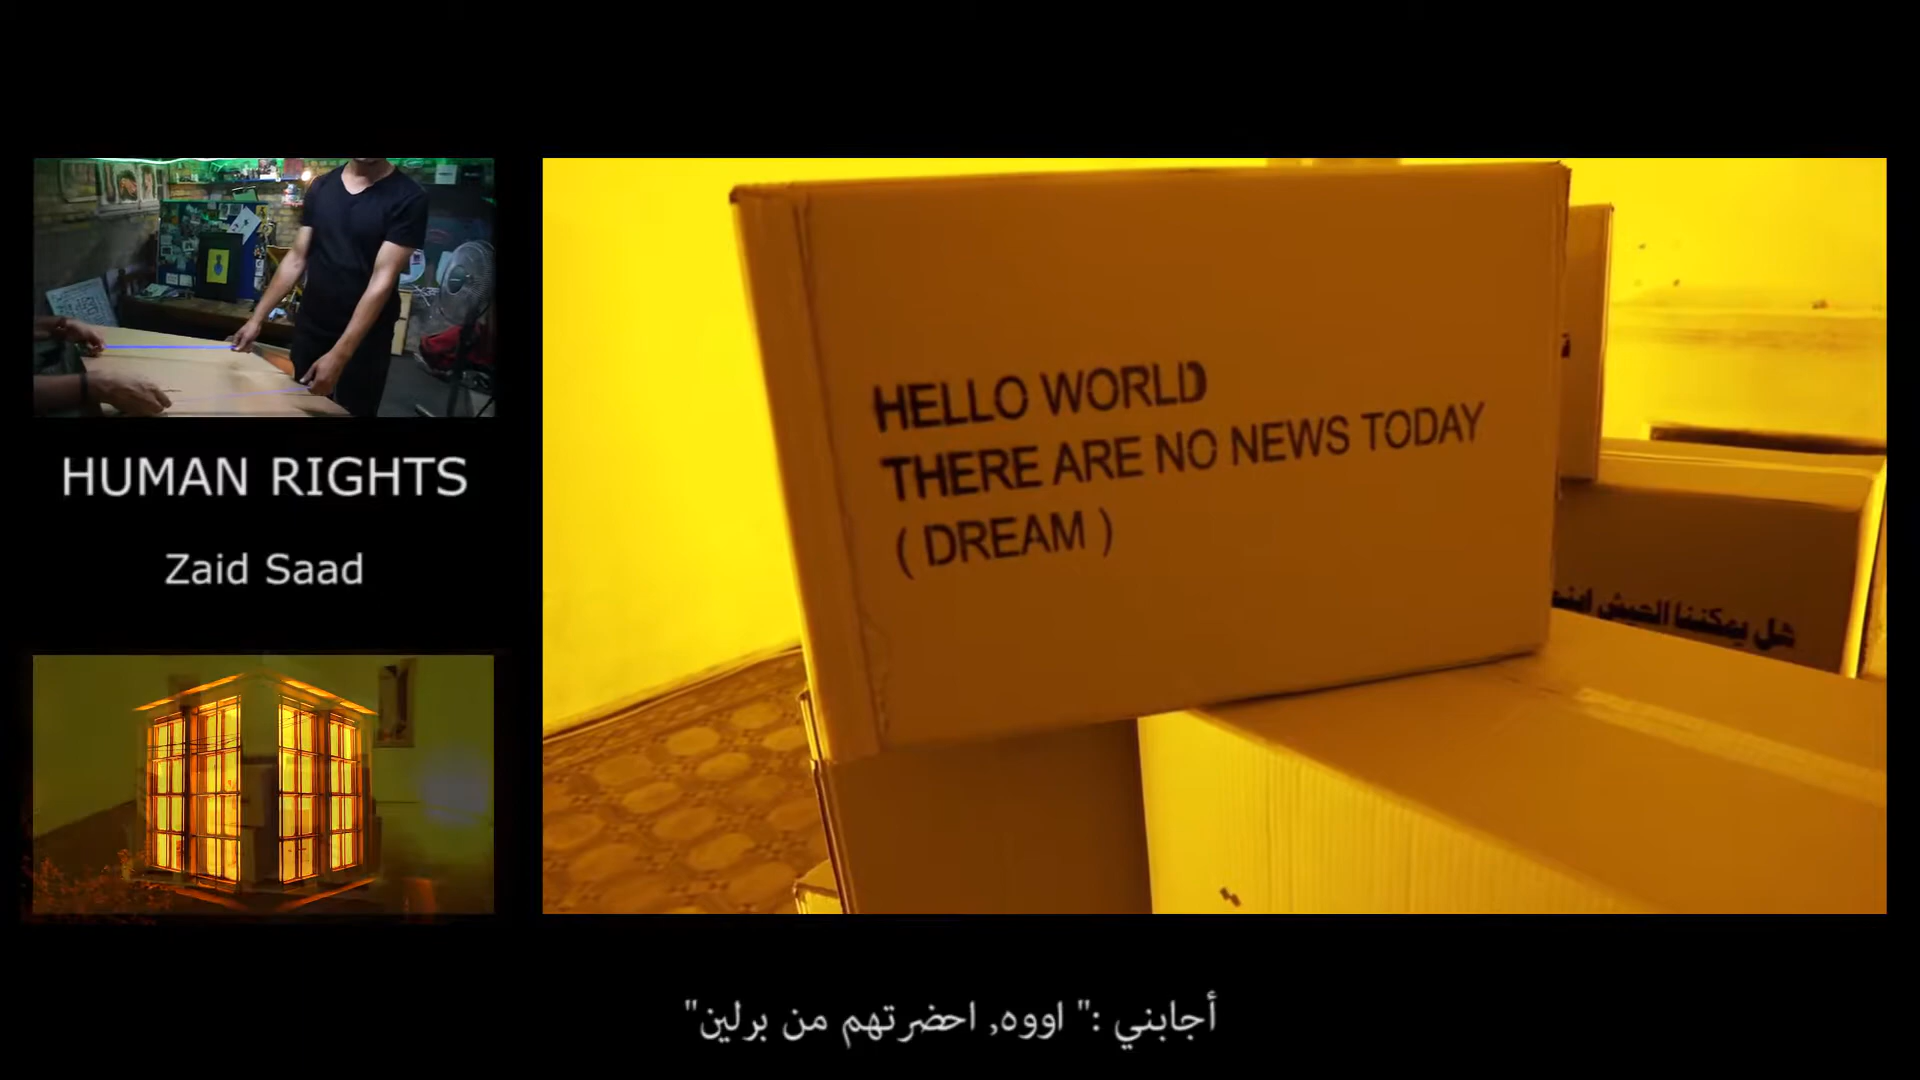 HUMAN RIGHTS
Zaid Saad
HELLO WORLD
THERE ARE NO NEWS TODAY
( DREAM )
هل يمكننا العيش
أجابني :" اووه, احضرتهم من برلين"